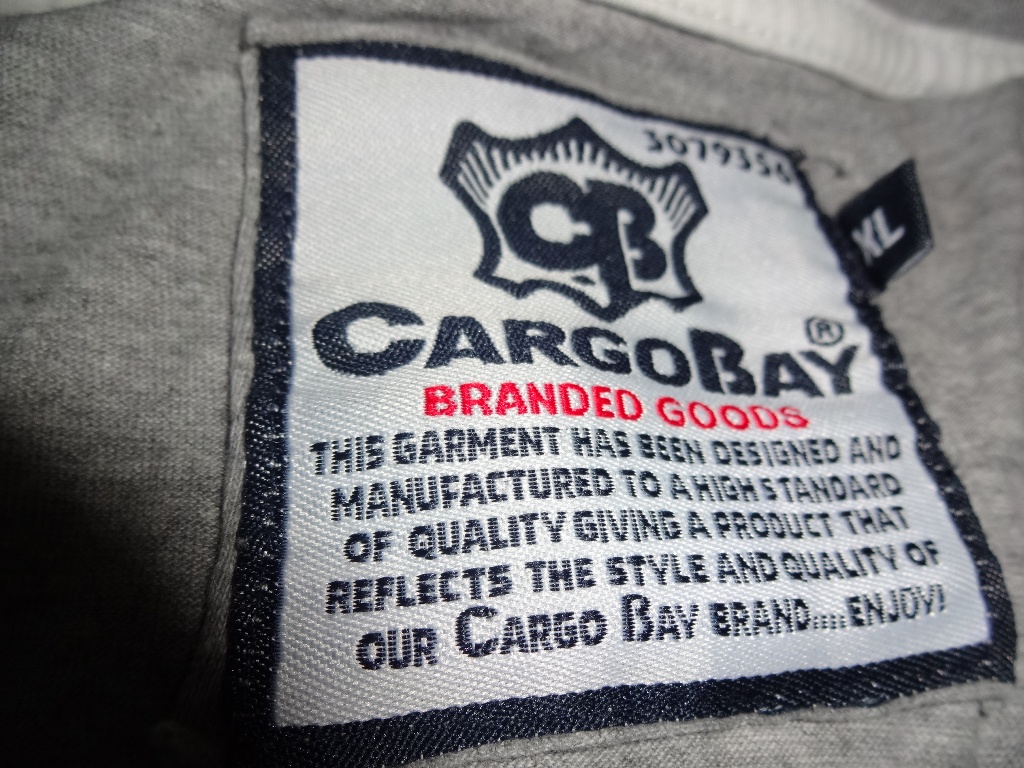 3079350
CB
XL
CARGOBAY®
BRANDED GOODS
THIS GARMENT HAS BEEN DESIGNED AND
MANUFACTURED TO A HIGH STANDARD
OF QUALITY GIVING A PRODUCT THAT
REFLECTS THE STYLE AND QUALITY OF
OUR CARGO BAY BRAND.....ENJOY!